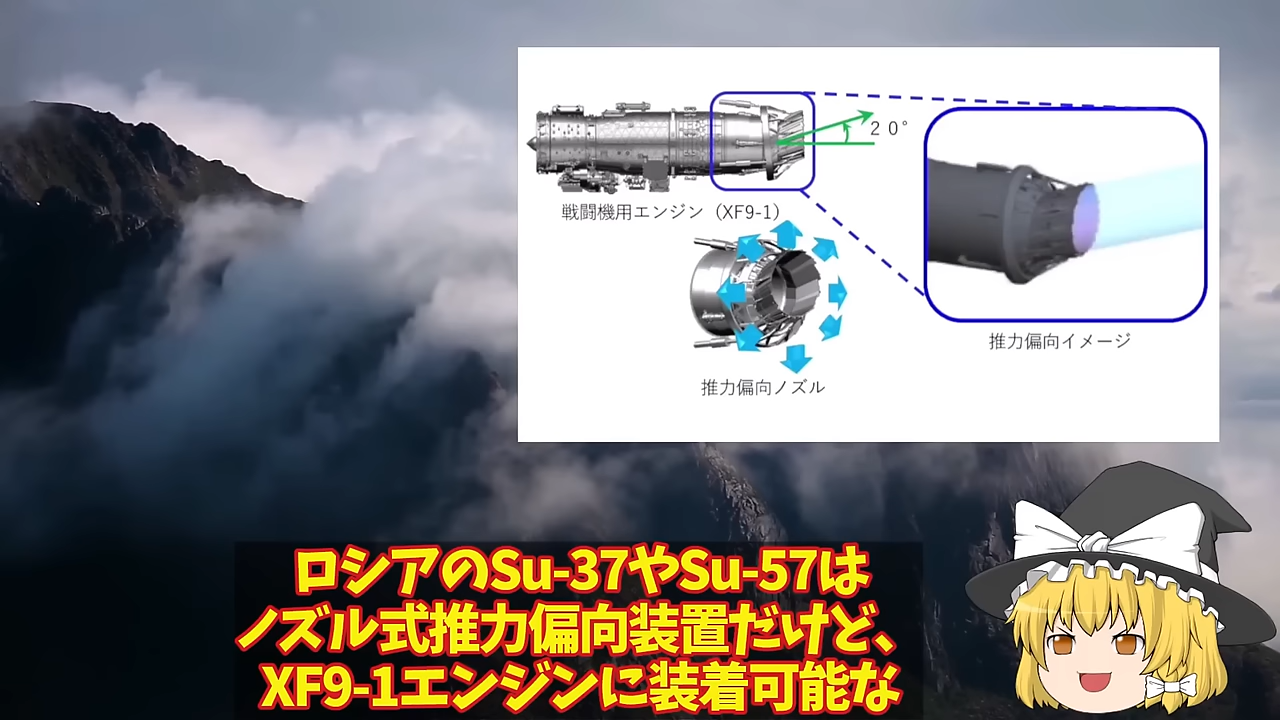 ２０°
戦闘機用エンジン（XF9-1）
推力偏向イメージ
推力偏向ノズル
ロシアのSu-37やSu-57は
ノズル式推力偏向装置だけど、
XF9-1エンジンに装着可能な